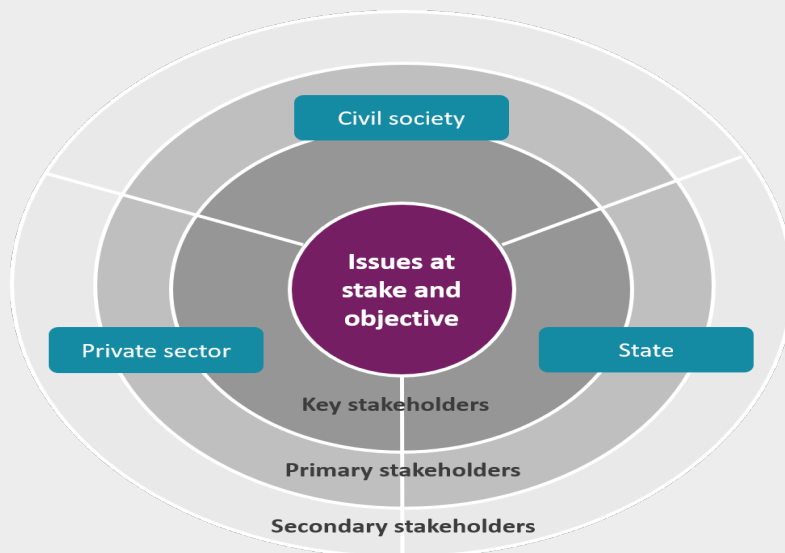 Civil society
Issues at
stake and
objective
Private sector
State
Key stakeholders
Primary stakeholders
Secondary stakeholders